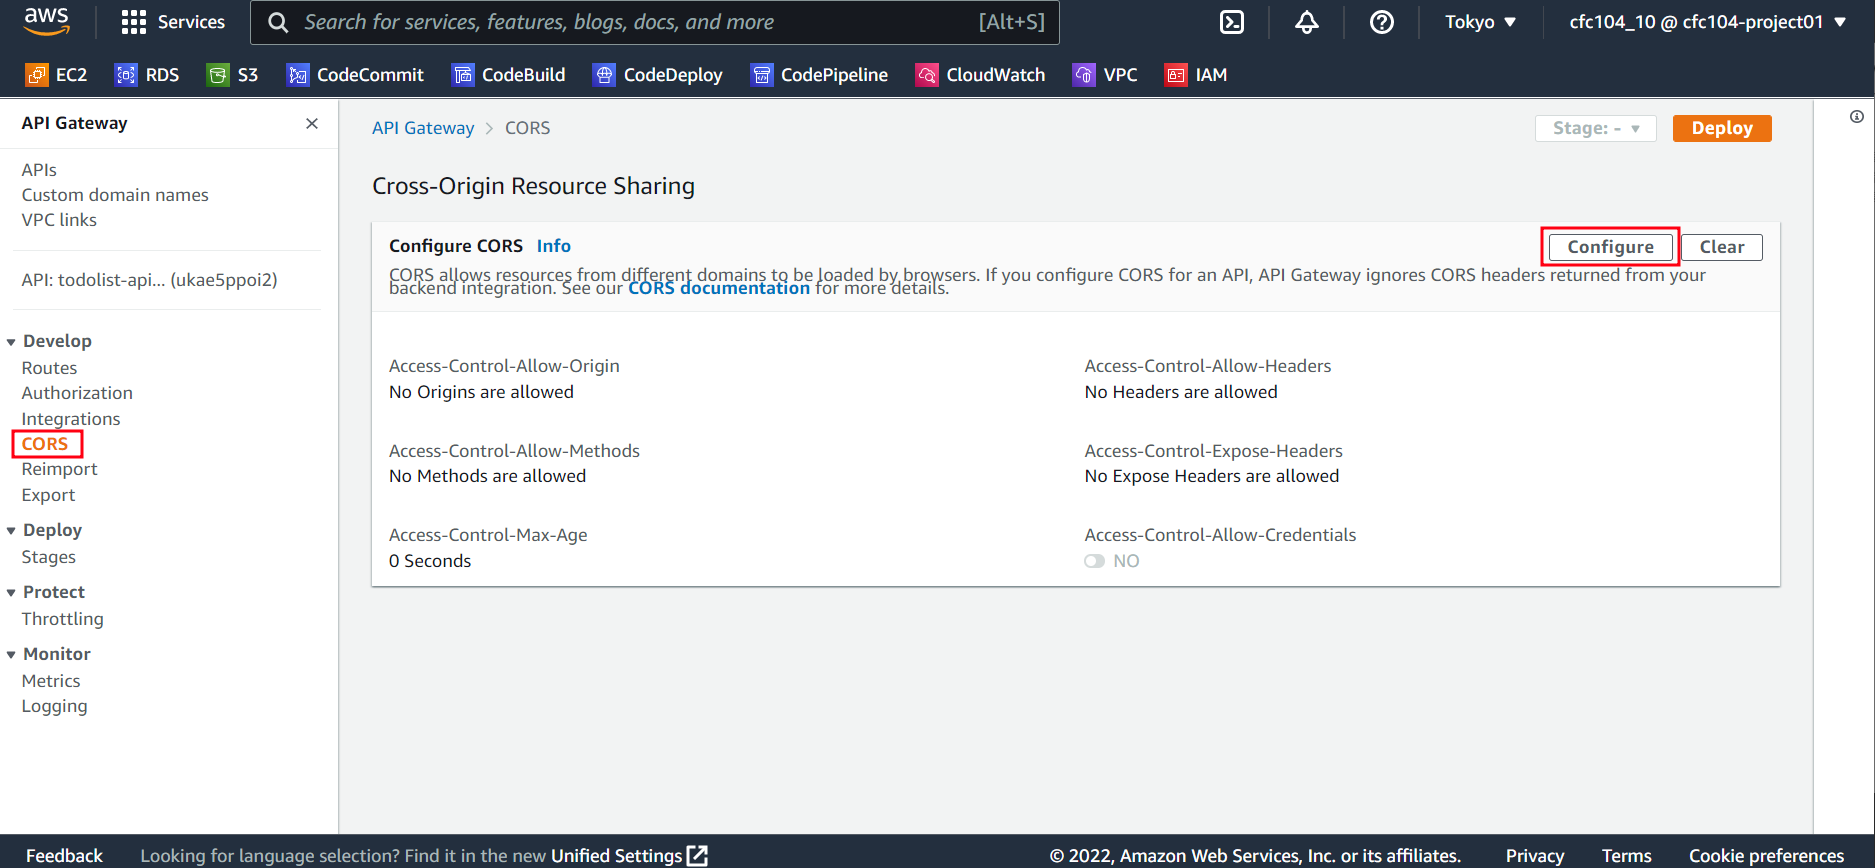 aws
Services
Search for services, features, blogs, docs, and more
[Alt+S]
Tokyo
cfc104_10 @ cfc104-project01
EC2
RDS
S3
CodeCommit
CodeBuild
CodeDeploy
CodePipeline
CloudWatch
VPC
IAM
API Gateway
APIs
Custom domain names
VPC links
API: todolist-api... (ukae5ppoi2)
Develop
Routes
Authorization
Integrations
CORS
Reimport
Export
Deploy
Stages
Protect
Throttling
Monitor
Metrics
Logging
API Gateway
CORS
Stage: -
Deploy
Cross-Origin Resource Sharing
Configure CORS Info
Configure
Clear
CORS allows resources from different domains to be loaded by browsers. If you configure CORS for an API, API Gateway ignores CORS headers returned from your
backend integration. See our CORS documentation for more details.
Access-Control-Allow-Origin
No Origins are allowed
Access-Control-Allow-Headers
No Headers are allowed
Access-Control-Allow-Methods
No Methods are allowed
Access-Control-Expose-Headers
No Expose Headers are allowed
Access-Control-Max-Age
0 Seconds
Access-Control-Allow-Credentials
NO
Feedback
Looking for language selection? Find it in the new Unified Settings
© 2022, Amazon Web Services, Inc. or its affiliates.
Privacy
Terms
Cookie preferences